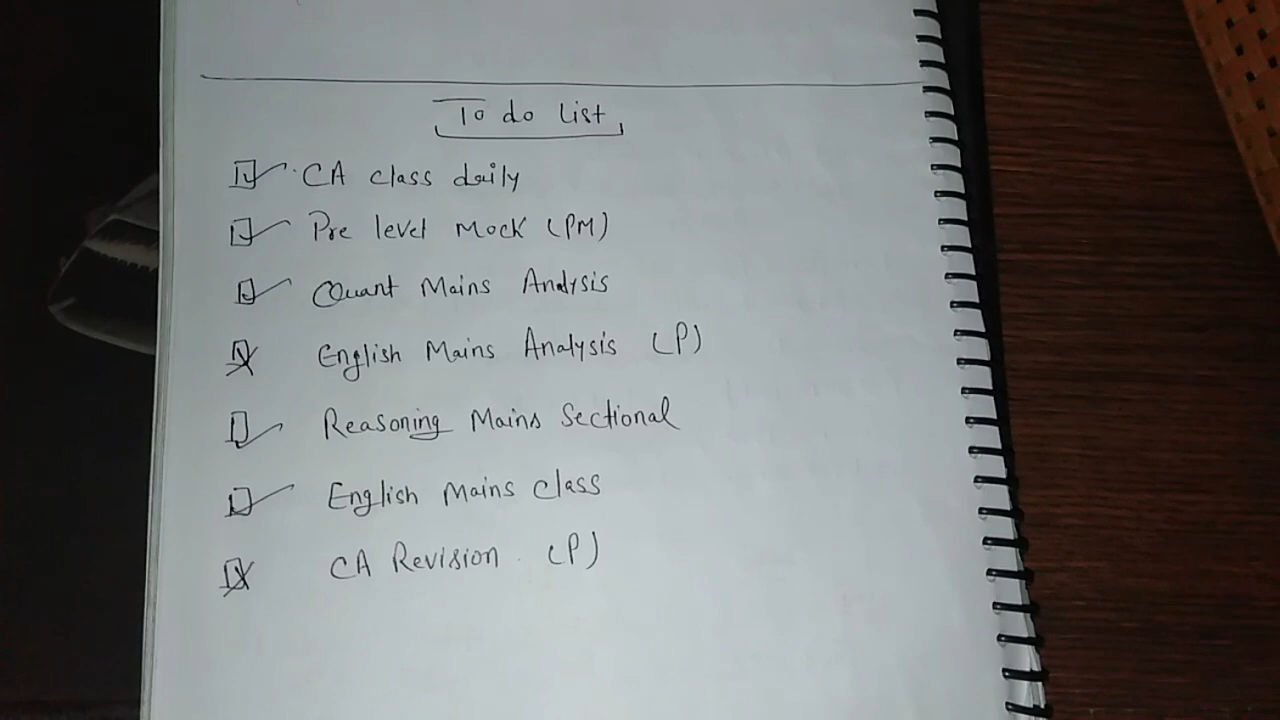 To do List
CA class daily
Pre level Mock (PM)
Quant Mains Analysis
English Mains Analysis (P)
Reasoning Mains Sectional
English Mains Class
CA Revision (P)